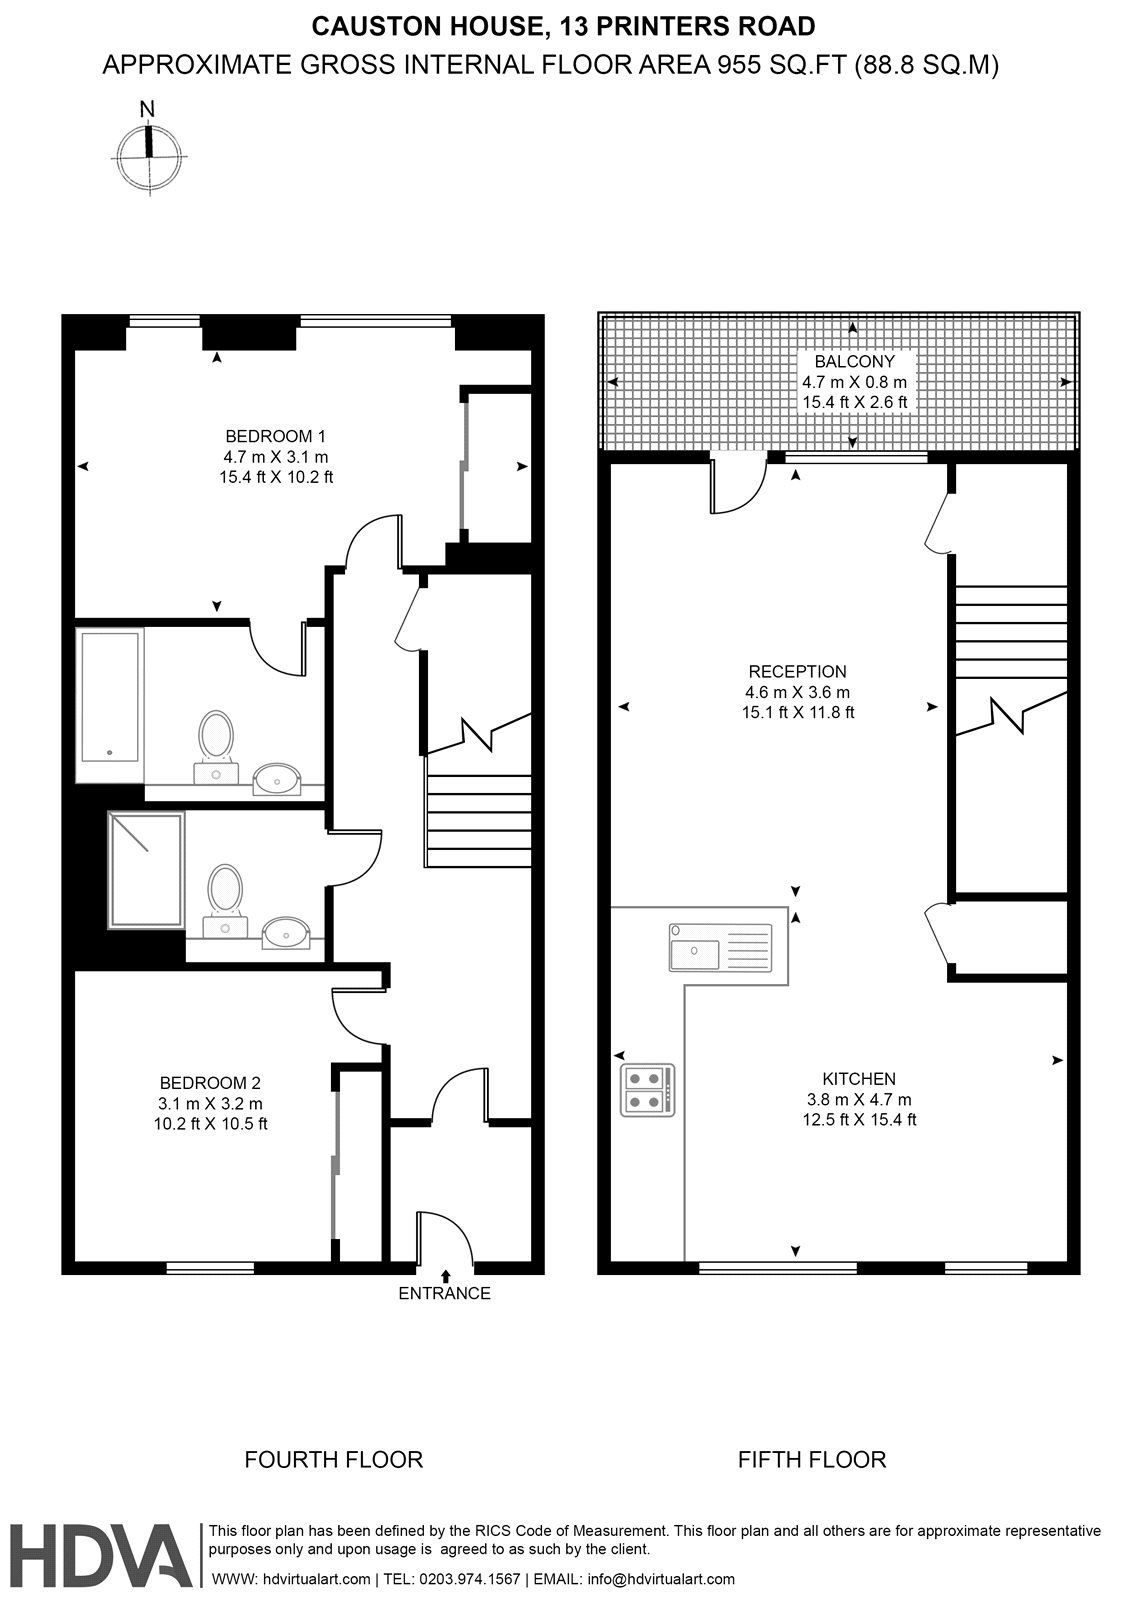 CAUSTON HOUSE, 13 PRINTERS ROAD
APPROXIMATE GROSS INTERNAL FLOOR AREA 955 SQ.FT (88.8 SQ.M)
N
BALCONY
4.7 m X 0.8 m
15.4 ft X 2.6 ft
BEDROOM 1
4.7 m X 3.1 m
15.4 ft X 10.2 ft
RECEPTION
4.6 m X 3.6 m
15.1 ft X 11.8 ft
BEDROOM 2
3.1 m X 3.2 m
10.2 ft X 10.5 ft
KITCHEN
3.8 m X 4.7 m
12.5 ft X 15.4 ft
ENTRANCE
FOURTH FLOOR
FIFTH FLOOR
HDVA
This floor plan has been defined by the RICS Code of Measurement. This floor plan and all others are for approximate representative
purposes only and upon usage is agreed to as such by the client.
WWW: hdvirtualart.com | TEL: 0203.974.1567 | EMAIL: info@hdvirtualart.com